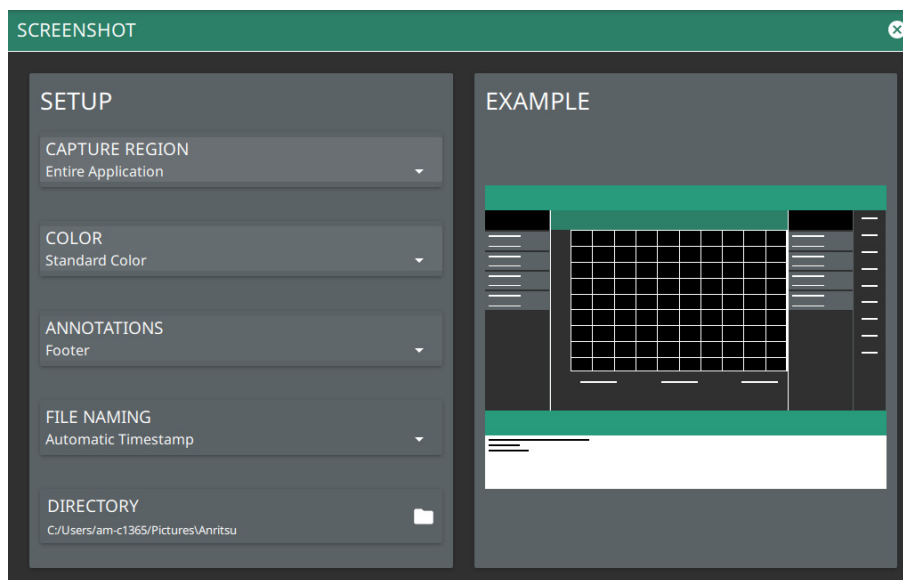 SCREENSHOT
SETUP
CAPTURE REGION
Entire Application
COLOR
Standard Color
ANNOTATIONS
Footer
FILE NAMING
Automatic Timestamp
DIRECTORY
C:/Users/am-c1365/Pictures\Anritsu
EXAMPLE